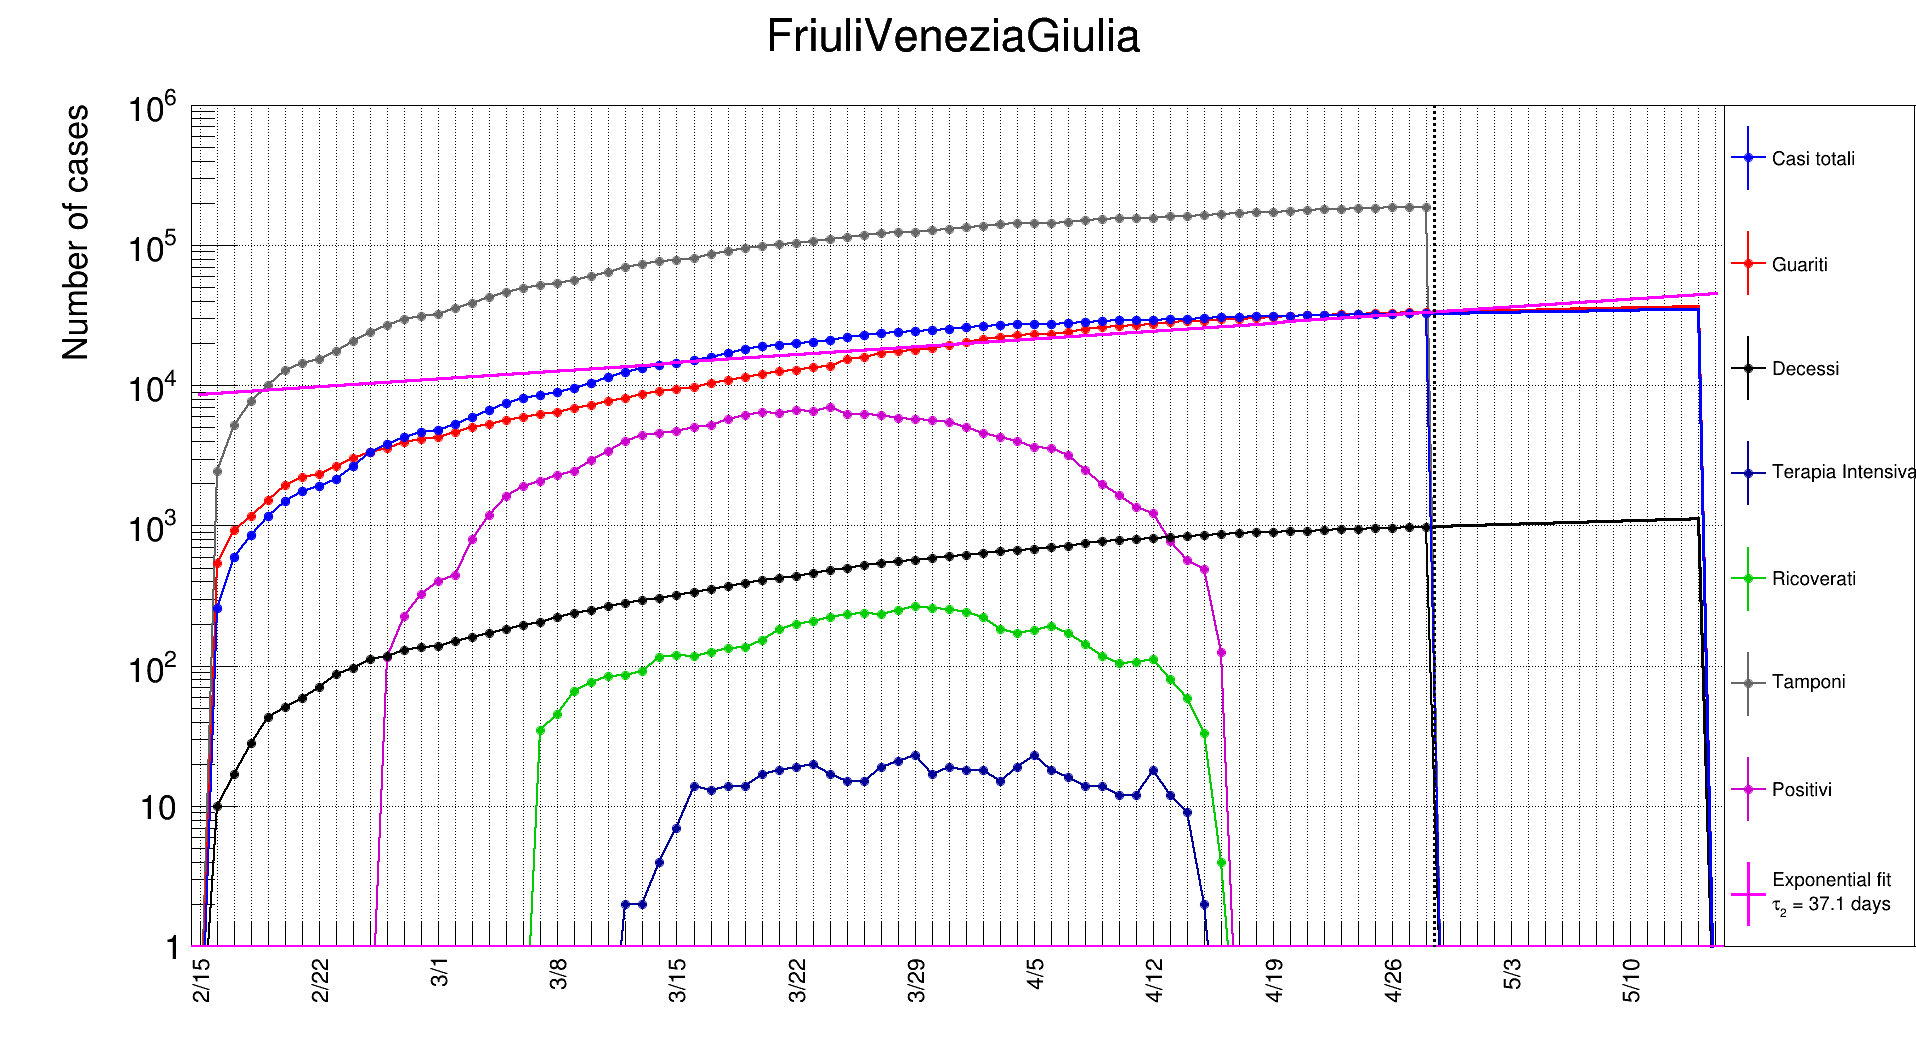 FriuliVeneziaGiulia
Number of cases
10^6
10^5
10^4
10^3
10^2
10
1
2/15 2/22 3/1 3/8 3/15 3/22 3/29 4/5 4/12 4/19 4/26 5/3 5/10
Casi totali
Guariti
Decessi
Terapia Intensiva
Ricoverati
Tamponi
Positivi
Exponential fit
τ_2 = 37.1 days